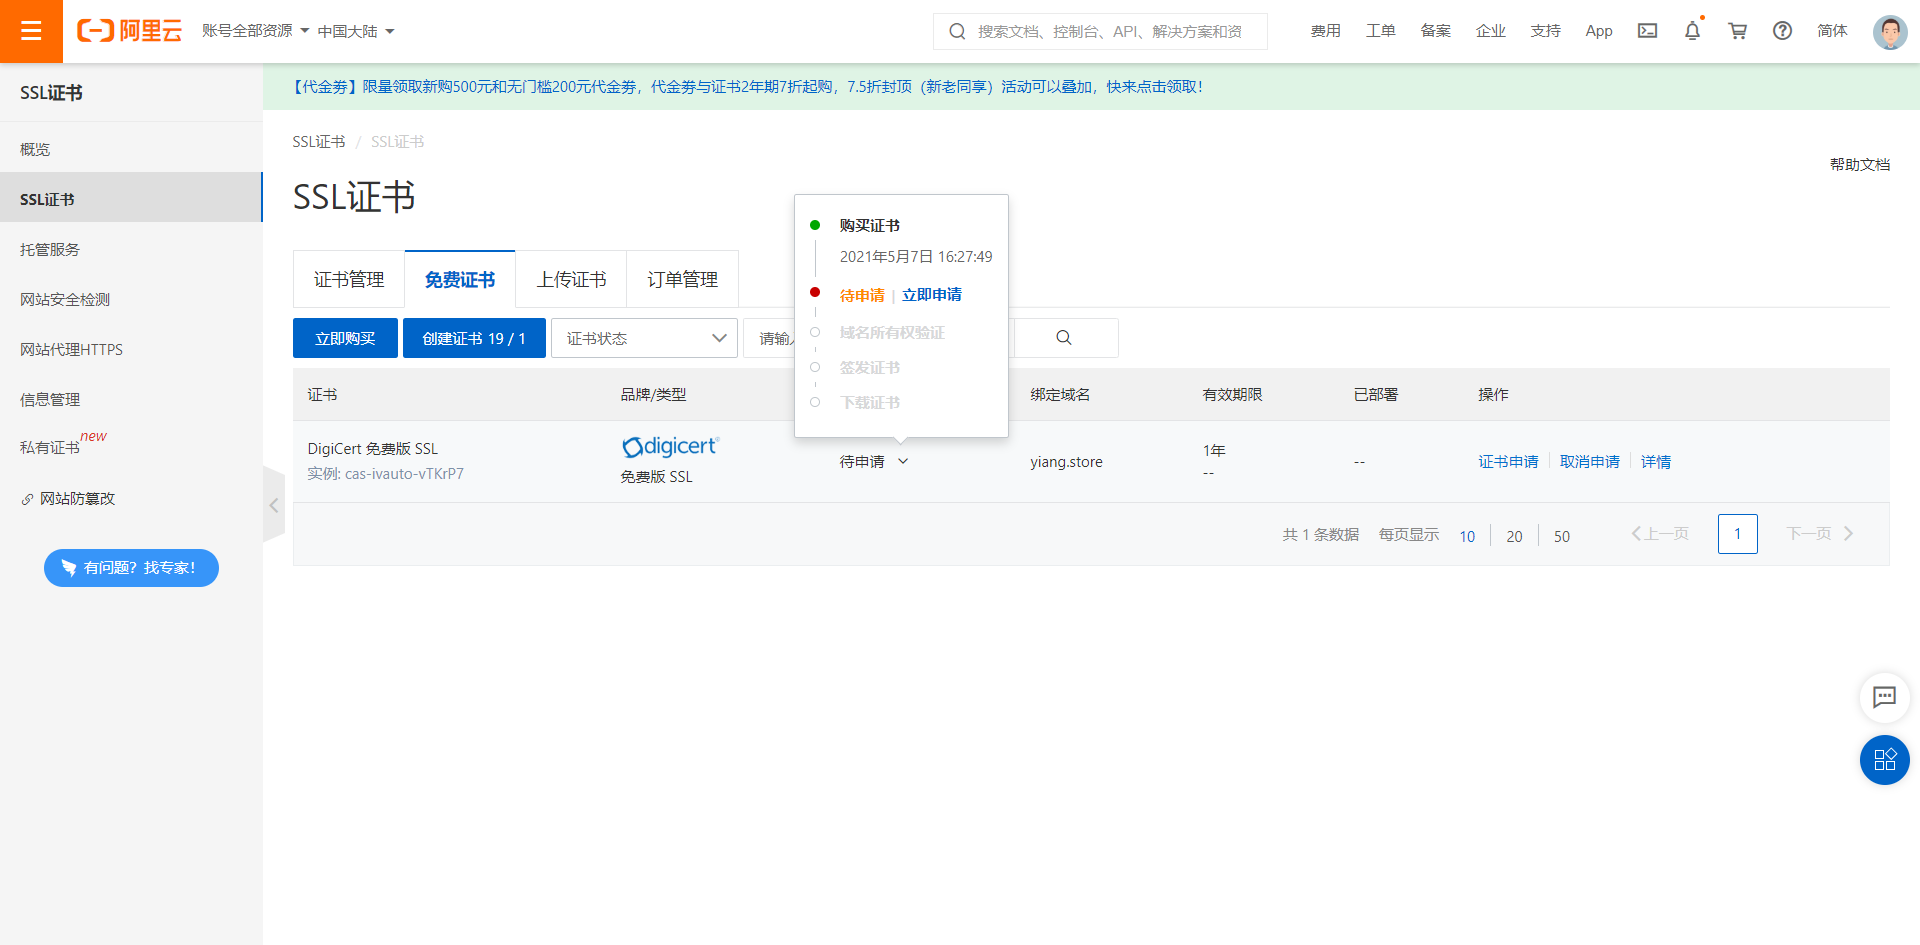 阿里云 账号全部资源 中国大陆 搜索文档、控制台、API、解决方案和资 费用 工单 备案 企业 支持 App 简体
SSL证书
【代金券】限量领取新购500元和无门槛200元代金券，代金券与证书2年期7折起购，7.5折封顶（新老同享）活动可以叠加，快来点击领取！
概览
SSL证书
托管服务
网站安全检测
网站代理HTTPS
信息管理
私有证书 new
网站防篡改
有问题？找专家！
SSL证书 / SSL证书
帮助文档
SSL证书
证书管理 免费证书 上传证书 订单管理
立即购买 创建证书 19 / 1 证书状态 请输入
购买证书
2021年5月7日 16:27:49
待申请 | 立即申请
域名所有权验证
签发证书
下载证书
证书 品牌/类型 绑定域名 有效期限 已部署 操作
DigiCert 免费版 SSL
实例: cas-ivauto-vTKrP7
digicert
免费版 SSL
待申请
yiang.store
1年
--
--
证书申请 取消申请 详情
共 1 条数据 每页显示 10 20 50 上一页 1 下一页